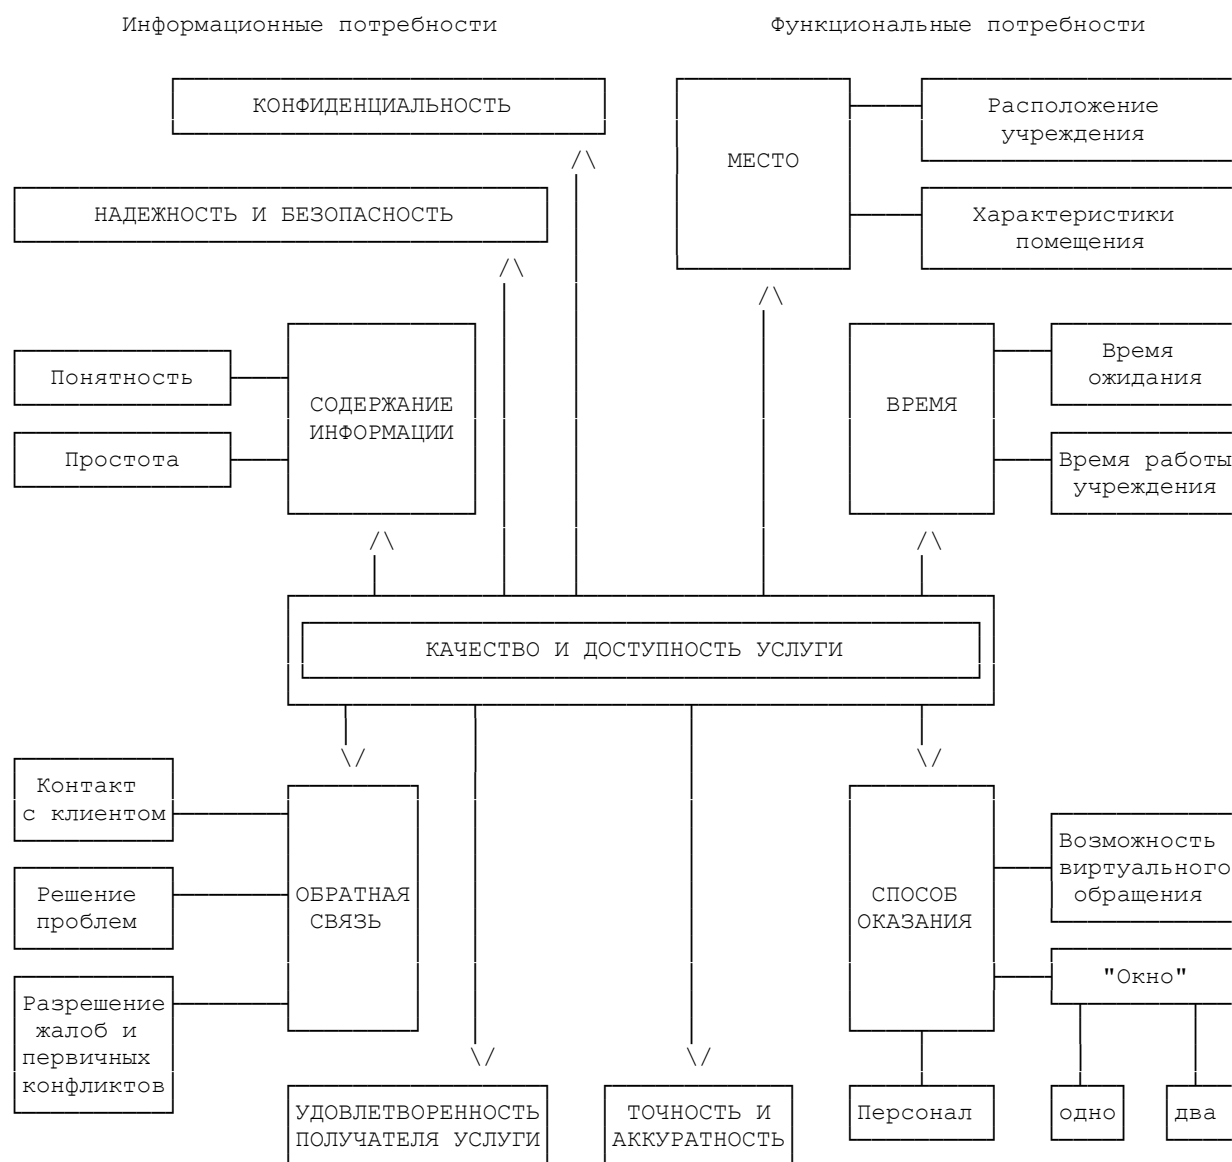 Информационные потребности
Функциональные потребности
КОНФИДЕНЦИАЛЬНОСТЬ
НАДЕЖНОСТЬ И БЕЗОПАСНОСТЬ
МЕСТО
Расположение
учреждения
Характеристики
помещения
Понятность
Простота
СОДЕРЖАНИЕ
ИНФОРМАЦИИ
ВРЕМЯ
Время
ожидания
Время работы
учреждения
КАЧЕСТВО И ДОСТУПНОСТЬ УСЛУГИ
Контакт
с клиентом
Решение
проблем
Разрешение
жалоб и
первичных
конфликтов
ОБРАТНАЯ
СВЯЗЬ
СПОСОБ
ОКАЗАНИЯ
Возможность
виртуального
обращения
"Окно"
УДОВЛЕТВОРЕННОСТЬ
ПОЛУЧАТЕЛЯ УСЛУГИ
ТОЧНОСТЬ И
АККУРАТНОСТЬ
Персонал
одно
два